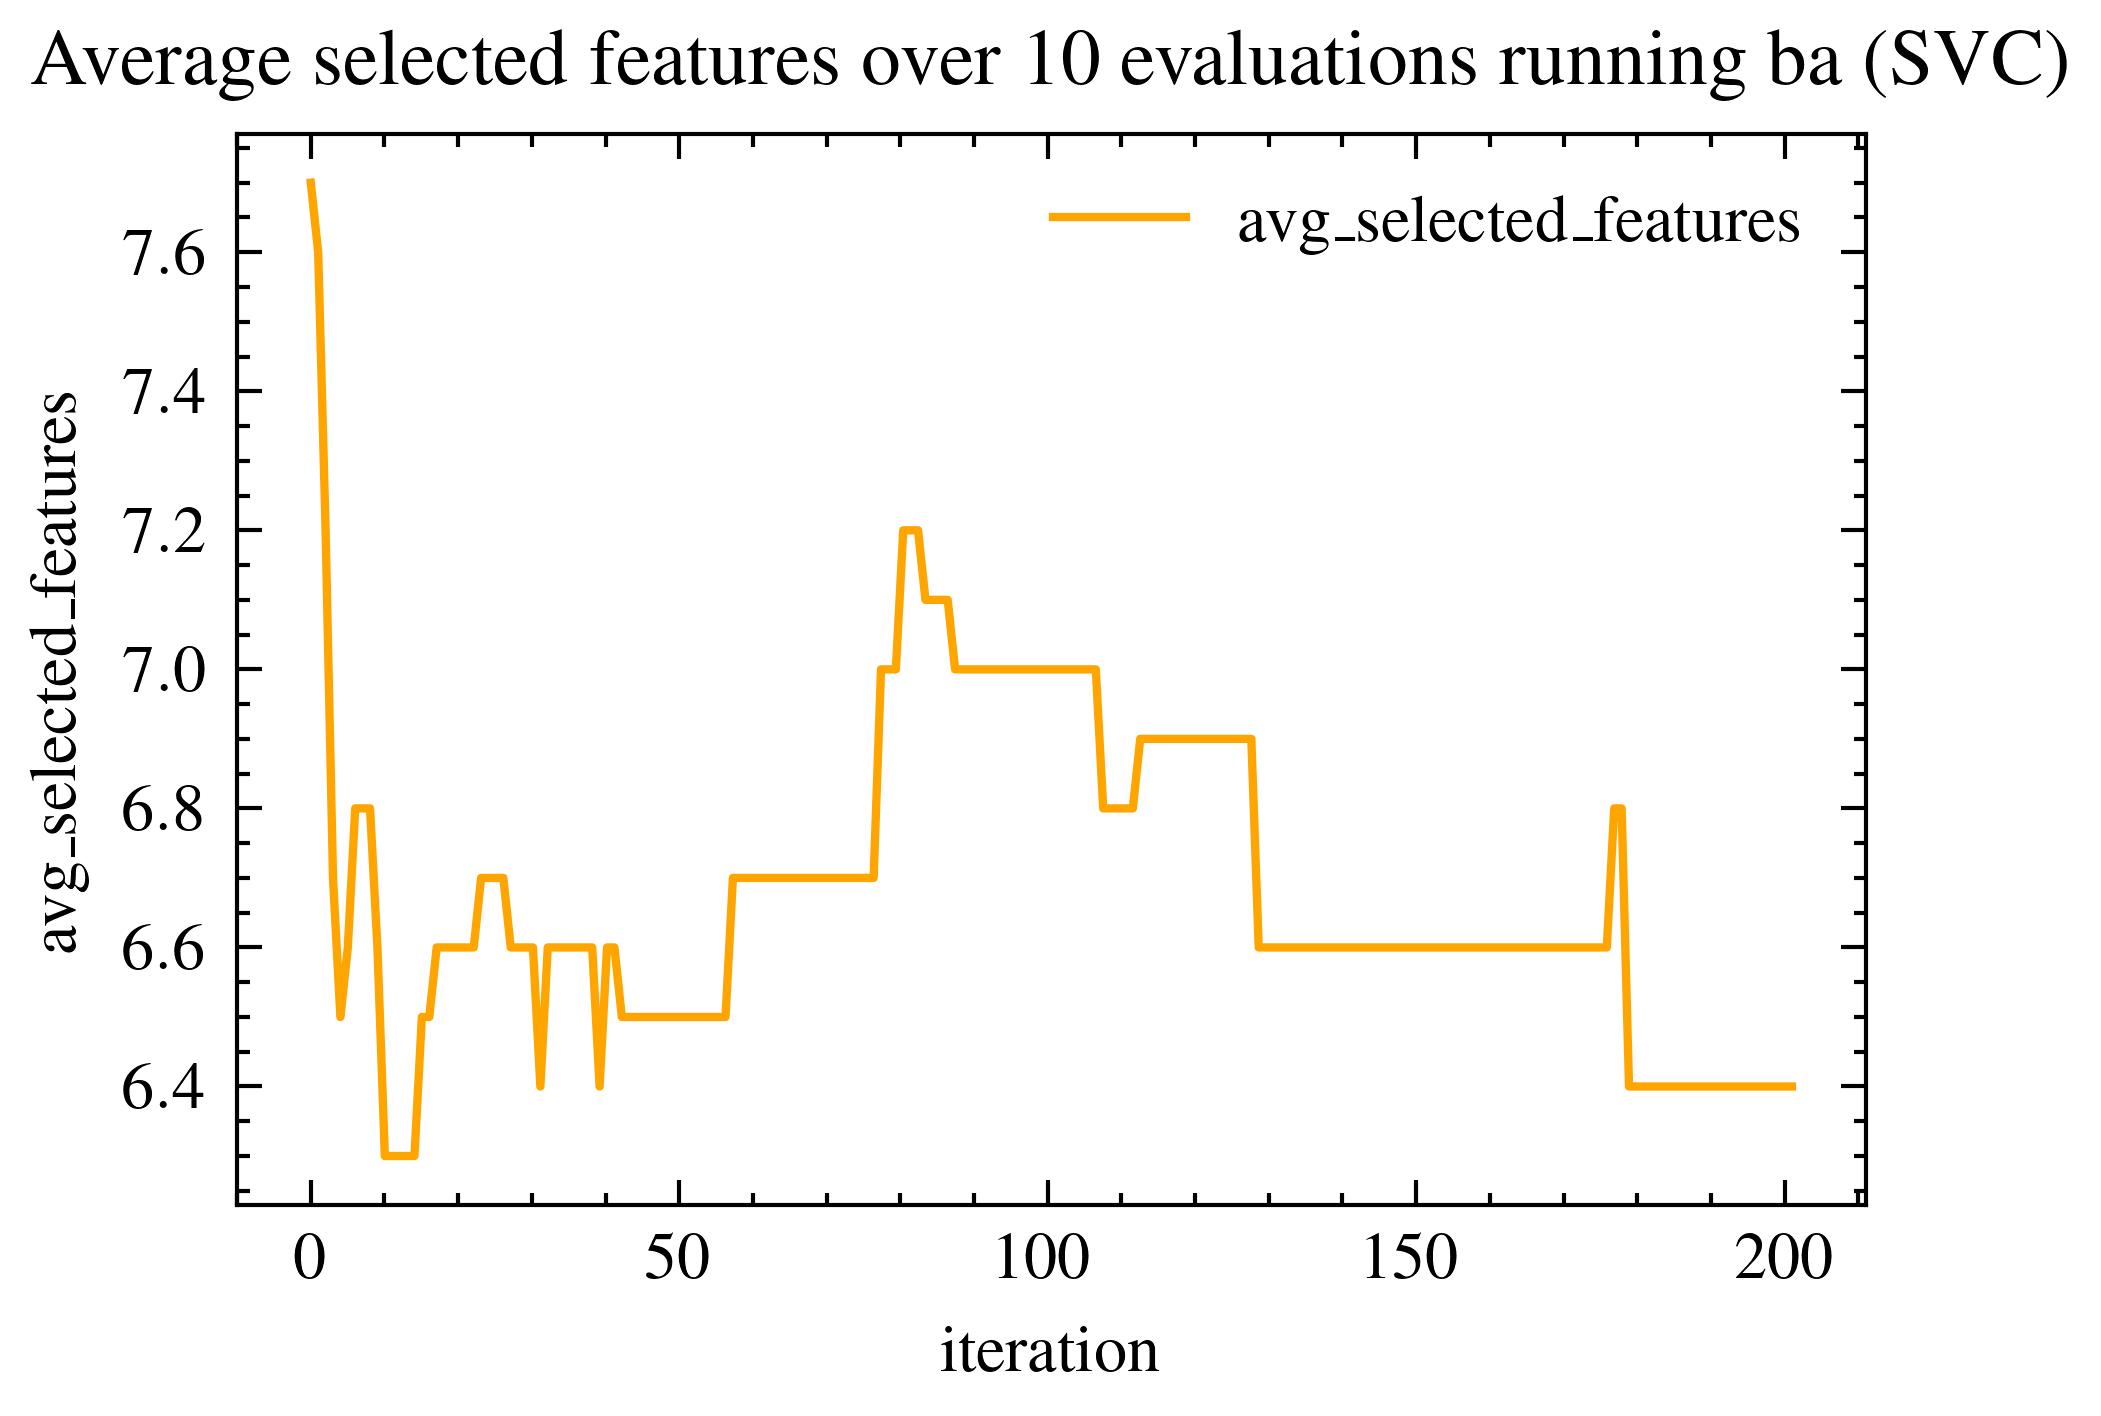 Average selected features over 10 evaluations running ba (SVC)
avg_selected_features
7.6
7.4
7.2
7.0
6.8
6.6
6.4
avg_selected_features
0 50 100 150 200
iteration